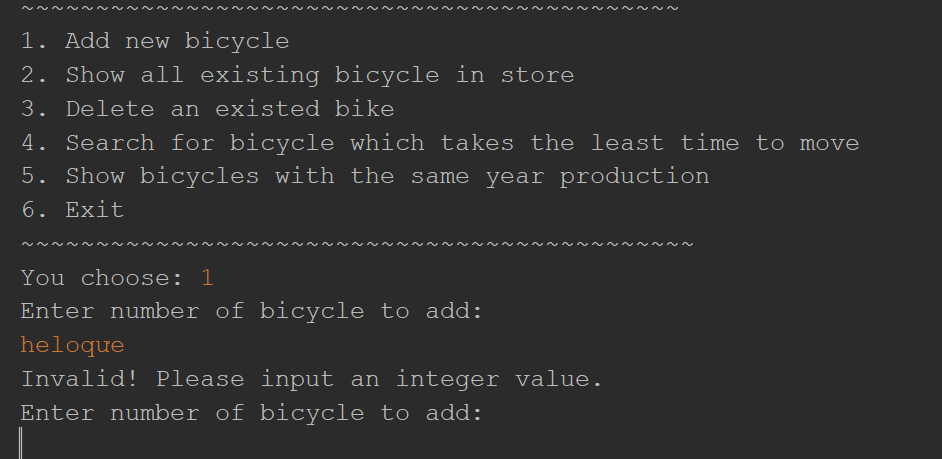 ~~~~~~~~~~~~~~~~~~~~~~~~~~~~~~~~~~~~~~~~~~~~
1. Add new bicycle
2. Show all existing bicycle in store
3. Delete an existed bike
4. Search for bicycle which takes the least time to move
5. Show bicycles with the same year production
6. Exit
~~~~~~~~~~~~~~~~~~~~~~~~~~~~~~~~~~~~~~~~~~~~~
You choose: 1
Enter number of bicycle to add:
heloque
Invalid! Please input an integer value.
Enter number of bicycle to add: